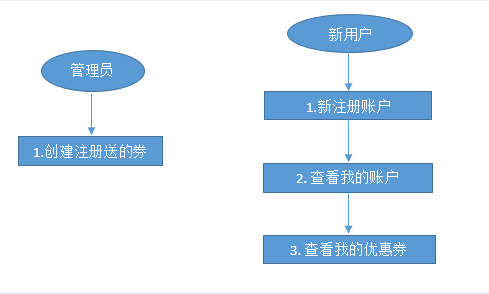 管理员
1.创建注册送的券
新用户
1.新注册账户
2. 查看我的账户
3. 查看我的优惠券